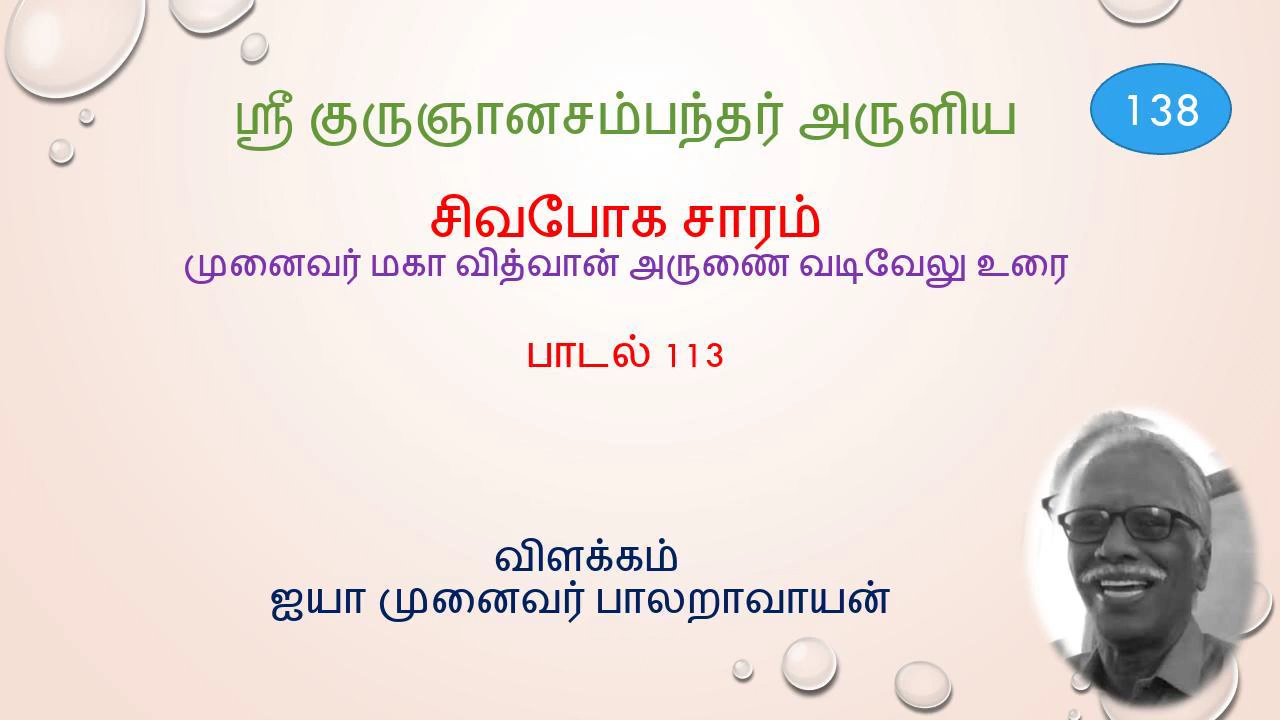 ஸ்ரீ குருஞானசம்பந்தர் அருளிய
138
சிவபோக சாரம்
முனைவர் மகா வித்வான் அருணை வடிவேலு உரை
பாடல் 113
விளக்கம்
ஐயா முனைவர் பாலறாவாயன்